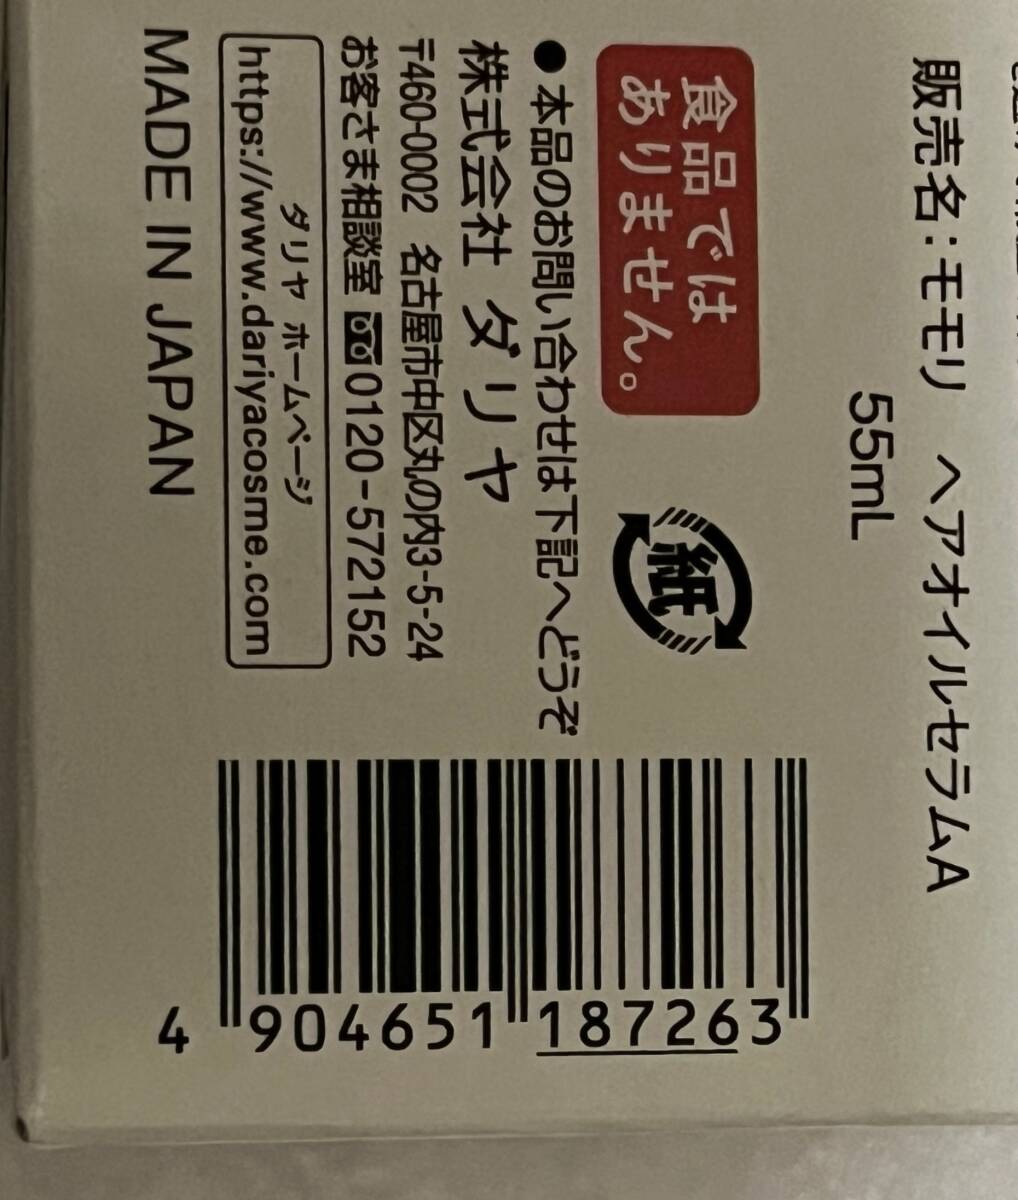 販売名：モモリ　ヘアオイルセラムA
55mL
食品では
ありません。
紙
●本品のお問い合わせは下記へどうぞ
株式会社 ダリヤ
〒460-0002 名古屋市中区丸の内3-5-24
お客さま相談室 0120-572152
ダリヤ ホームページ
https://www.dariyacosme.com
MADE IN JAPAN
4 904651 187263